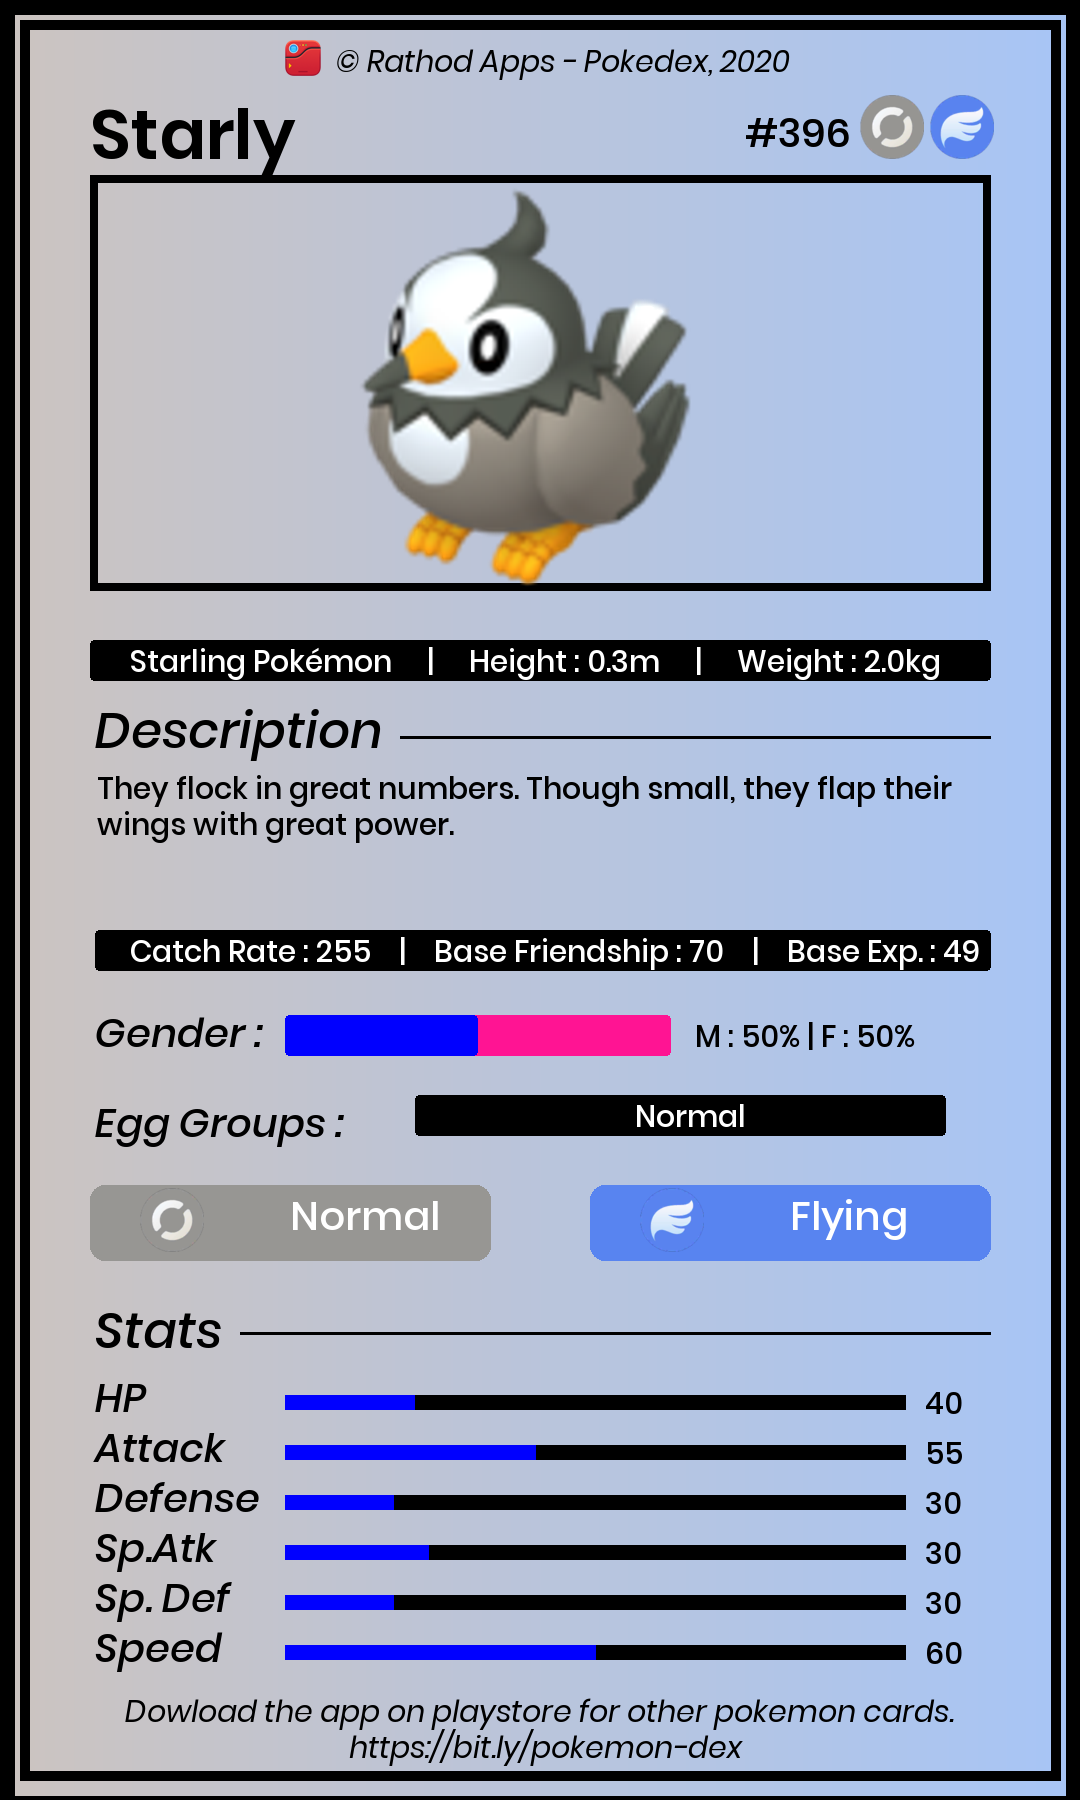 © Rathod Apps - Pokedex, 2020
Starly #396
Starling Pokémon | Height : 0.3m | Weight : 2.0kg
Description
They flock in great numbers. Though small, they flap their
wings with great power.
Catch Rate : 255 | Base Friendship : 70 | Base Exp. : 49
Gender : M : 50% | F : 50%
Egg Groups : Normal
Normal Flying
Stats
HP 40
Attack 55
Defense 30
Sp.Atk 30
Sp. Def 30
Speed 60
Dowload the app on playstore for other pokemon cards.
https://bit.ly/pokemon-dex